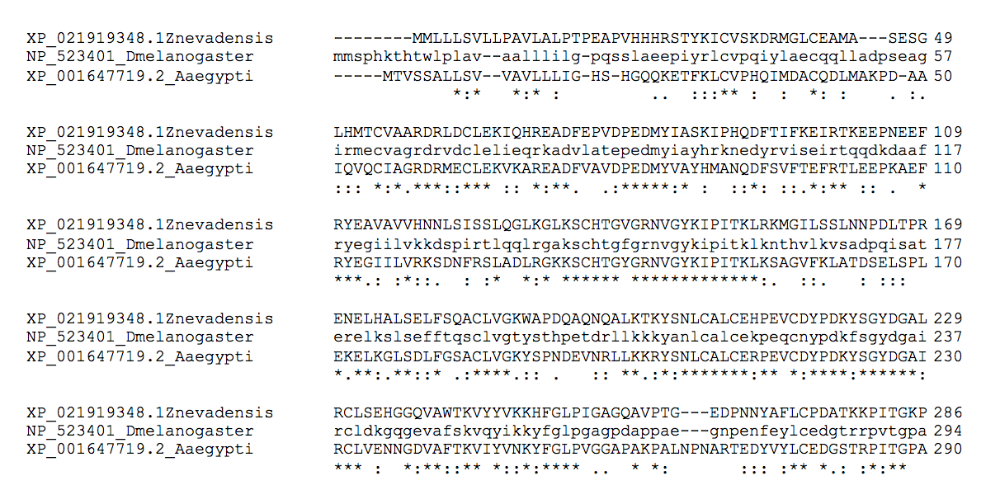 XP_021919348.1Znevadensis --------MMLLLSVLLPAVLALPTPEAPVHHHRSTYKICVSKDRMGLCEAMA---SESG 49
NP_523401_Dmelanogaster mmsphkthtwlplav--aalllilg-pqsslaeepiyrlcvpqiylaecqqlladpseag 57
XP_001647719.2_Aaegypti -----MTVSSALLSV--VAVLLLIG-HS-HGQQKETFKLCVPHQIMDACQDLMAKPD-AA 50
*:* *:* : .. :::** : : *: : . :.
XP_021919348.1Znevadensis LHMTCVAARDRLDCLEKIQHREADFEPVDPEDMYIASKIPHQDFTIFKEIRTKEEPNEEF 109
NP_523401_Dmelanogaster irmecvagrdrvdclelieqrkadvlatepedmyiayhrknedyrviseirtqqdkdaaf 117
XP_001647719.2_Aaegypti IQVQCIAGRDRMECLEKVKAREADFVAVDPEDMYVAYHMANQDFSVFTEFRTLEEPKAEF 110
::: *:*.***::*** :: *:**. .:*****:* : ::*: ::.*:** :: . *
XP_021919348.1Znevadensis RYEAVAVVHNNLSISSLQGLKGLKSCHTGVGRNVGYKIPITKLRKMGILSSLNNPDLTPR 169
NP_523401_Dmelanogaster ryegiilvkkdspirtlqqlrgakschtgfgrnvgykipitklknthvlkvsadpqisat 177
XP_001647719.2_Aaegypti RYEGIILVRKSDNFRSLADLRGKKSCHTGYGRNVGYKIPITKLKSAGVFKLATDSELSPL 170
***.: :*::. : :* *:* ****** *************:. ::. : :::
XP_021919348.1Znevadensis ENELHALSELFSQACLVGKWAPDQAQNQALKTKYSNLCALCEHPEVCDYPDKYSGYDGAL 229
NP_523401_Dmelanogaster erelkslsefftqsclvgtysthpetdrllkkkyanlcalcekpeqcnypdkfsgydgai 237
XP_001647719.2_Aaegypti EKELKGLSDLFGSACLVGKYSPNDEVNRLLKKRYSNLCALCERPEVCDYPDKYSGYDGAI 230
*.**:.**::* .:****.:: . :: **.:*:*******:** *:****:******:
XP_021919348.1Znevadensis RCLSEHGGQVAWTKVYYVKKHFGLPIGAGQAVPTG---EDPNNYAFLCPDATKKPITGKP 286
NP_523401_Dmelanogaster rcldkgqgevafskvqyikkyfglpgagpdappae---gnpenfeylcedgtrrpvtgpa 294
XP_001647719.2_Aaegypti RCLVENNGDVAFTKVIYVNKYFGLPVGGAPAKPALNPNARTEDYVYLCEDGSTRPITGPA 290
*** : *:**::** *::*:**** .. * *: ::: :** *.: :*:**